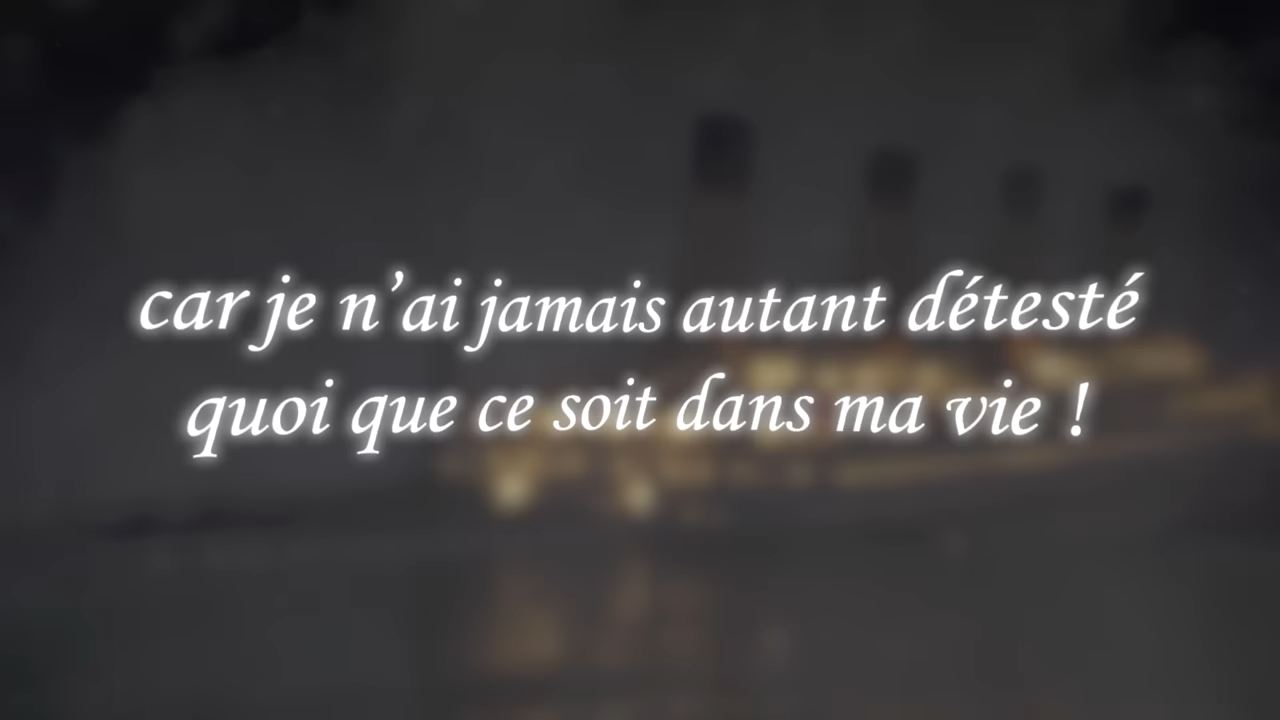 car je n’ai jamais autant détesté
quoi que ce soit dans ma vie !